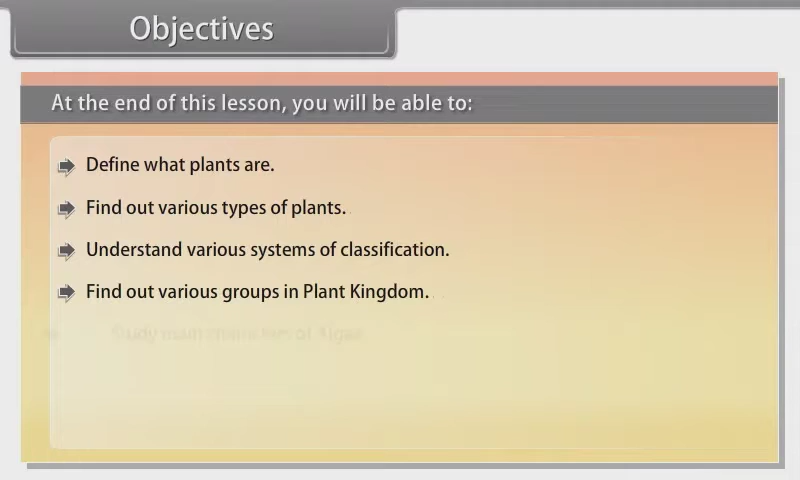 Objectives
At the end of this lesson, you will be able to:
Define what plants are.
Find out various types of plants.
Understand various systems of classification.
Find out various groups in Plant Kingdom.
Study main characters of Algae